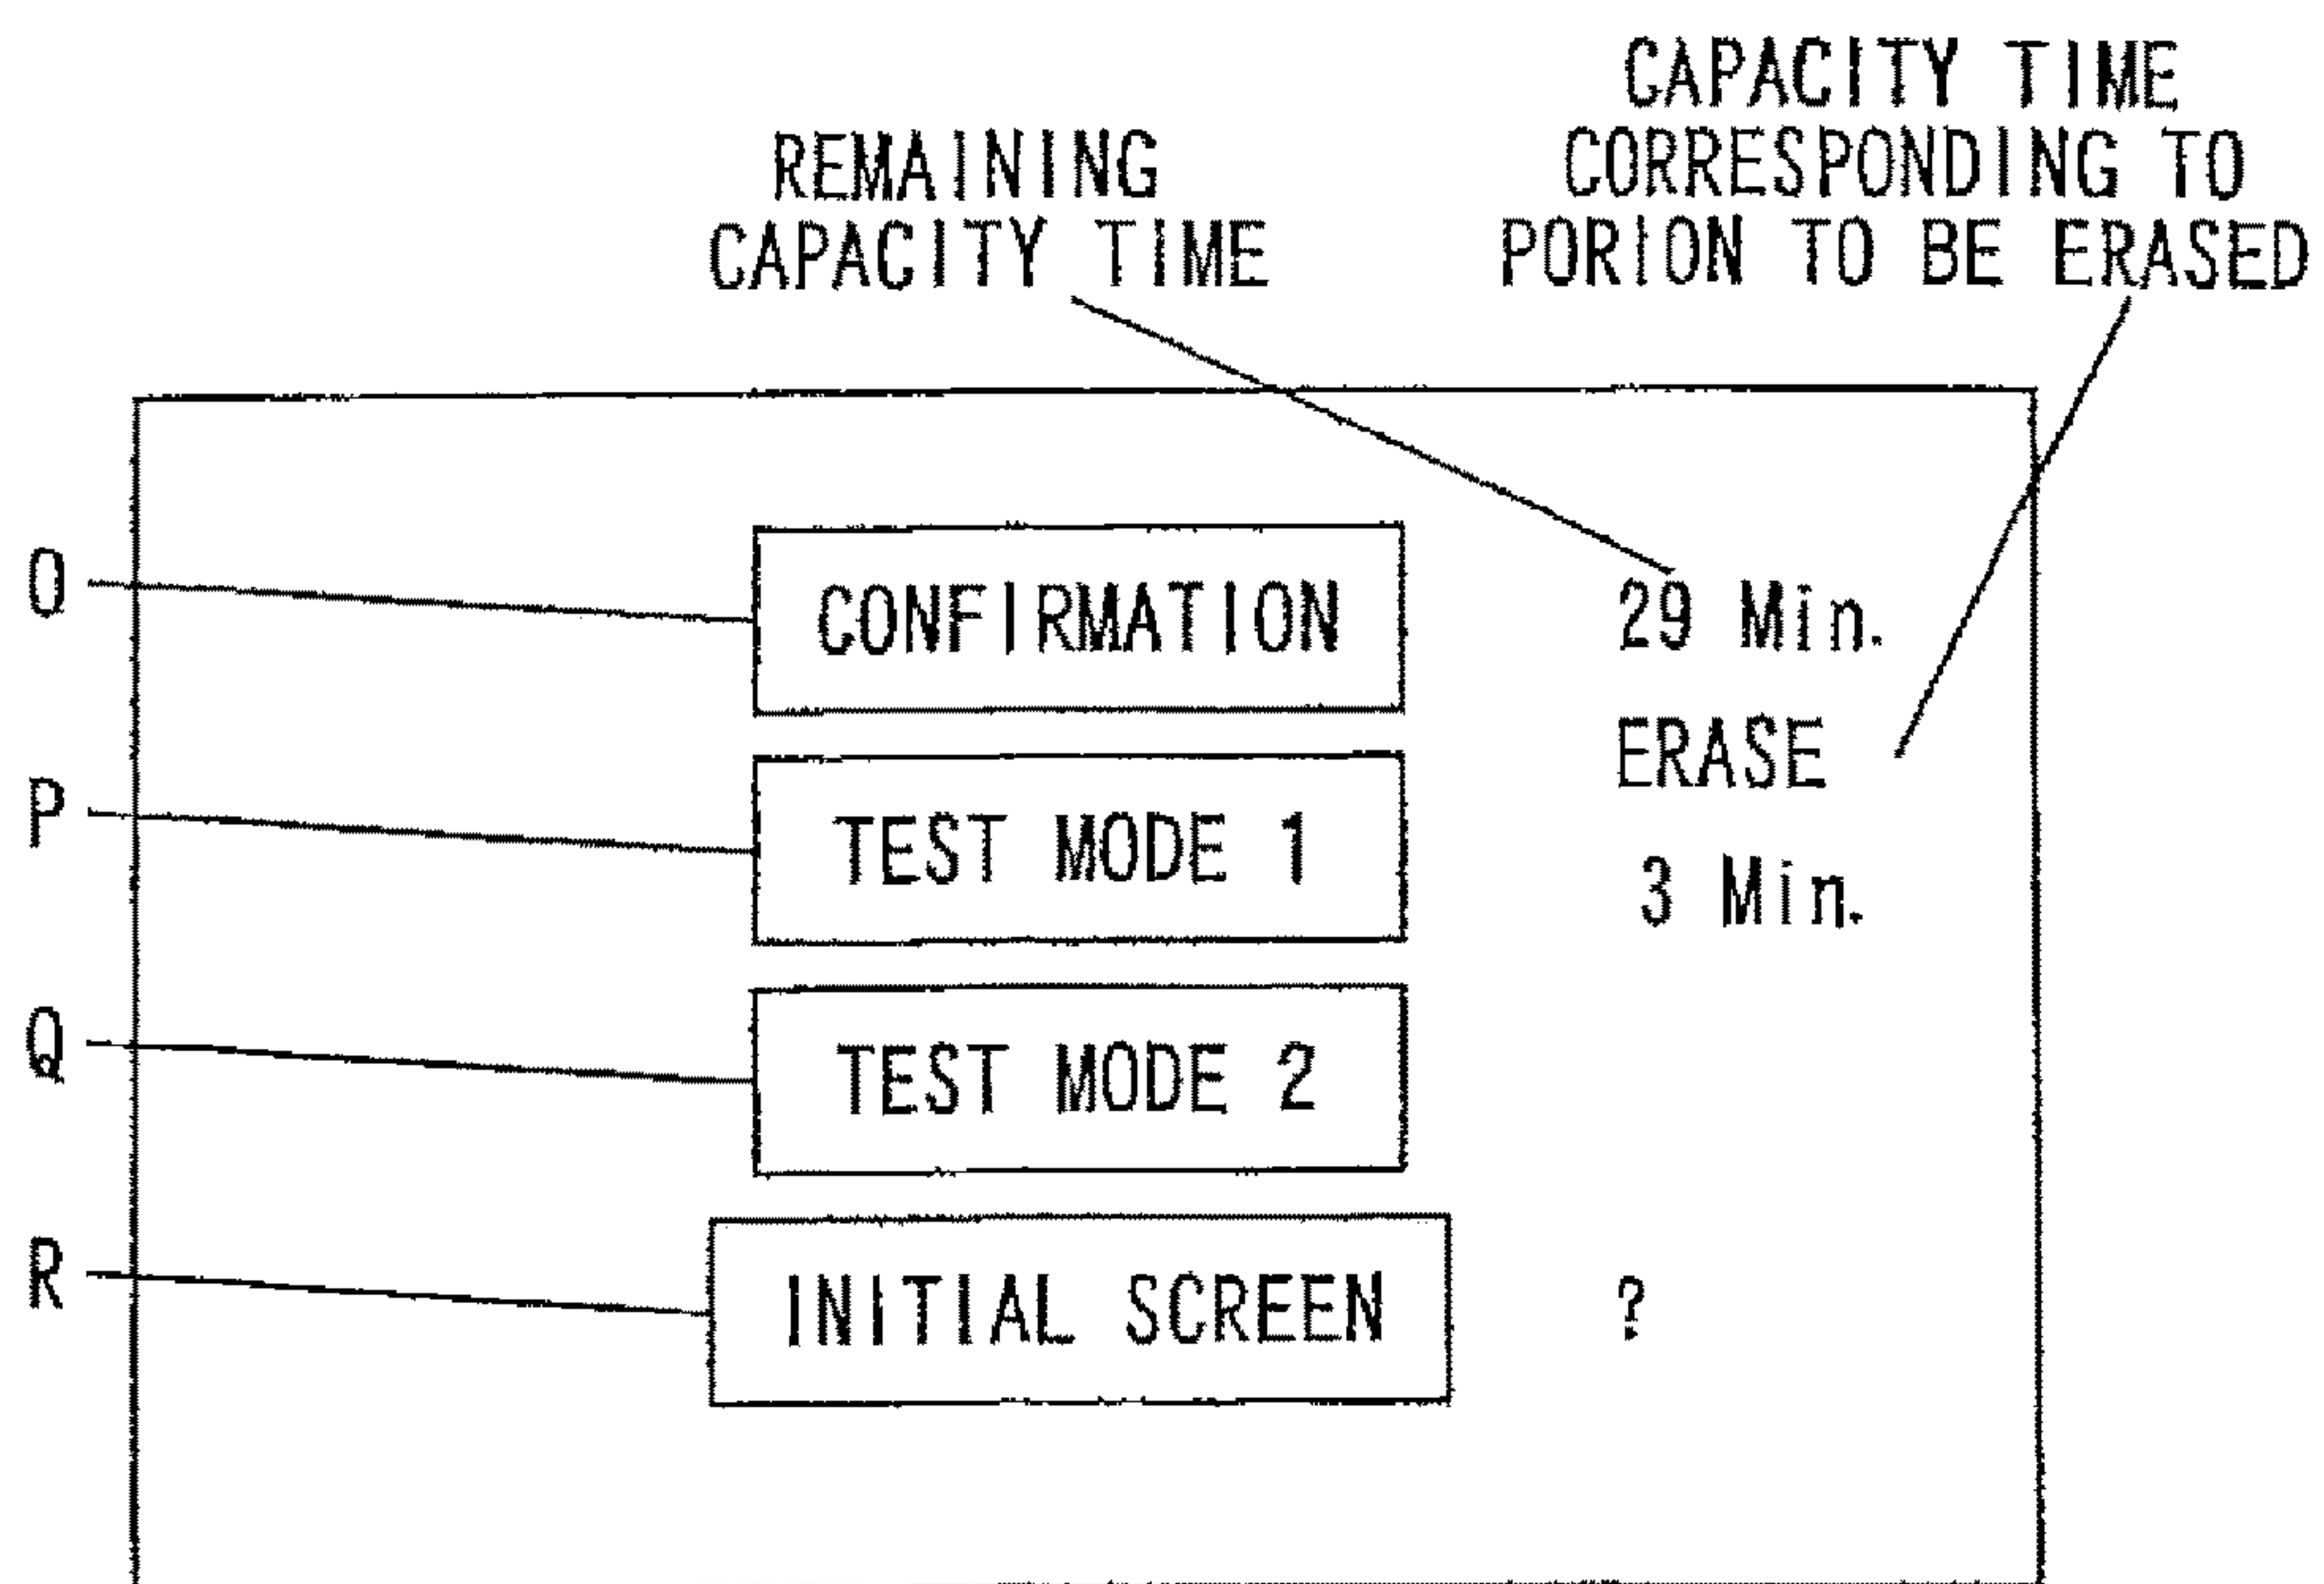 REMAINING
CAPACITY TIME
CAPACITY TIME
CORRESPONDING TO
PORION TO BE ERASED
O
CONFIRMATION
29 Min.
ERASE
P
TEST MODE 1
3 Min.
Q
TEST MODE 2
R
INITIAL SCREEN
?